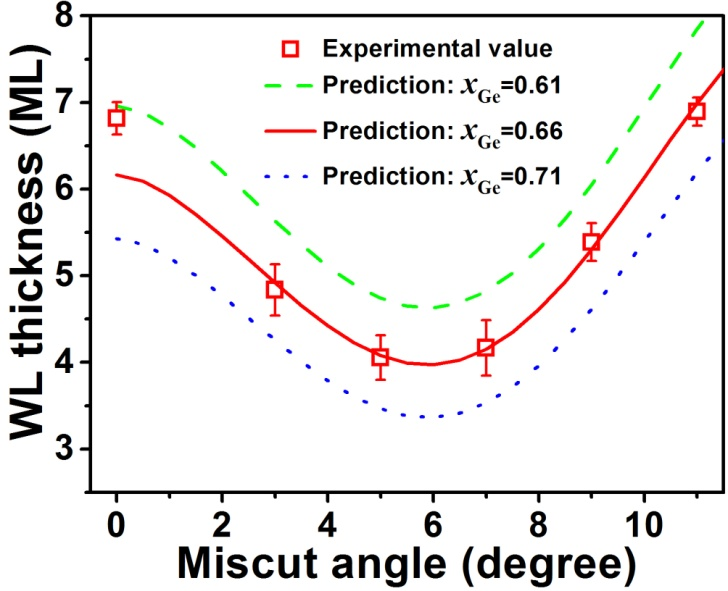 8
7
6
5
4
3
WL thickness (ML)
Experimental value
Prediction: xGe=0.61
Prediction: xGe=0.66
Prediction: xGe=0.71
0 2 4 6 8 10
Miscut angle (degree)